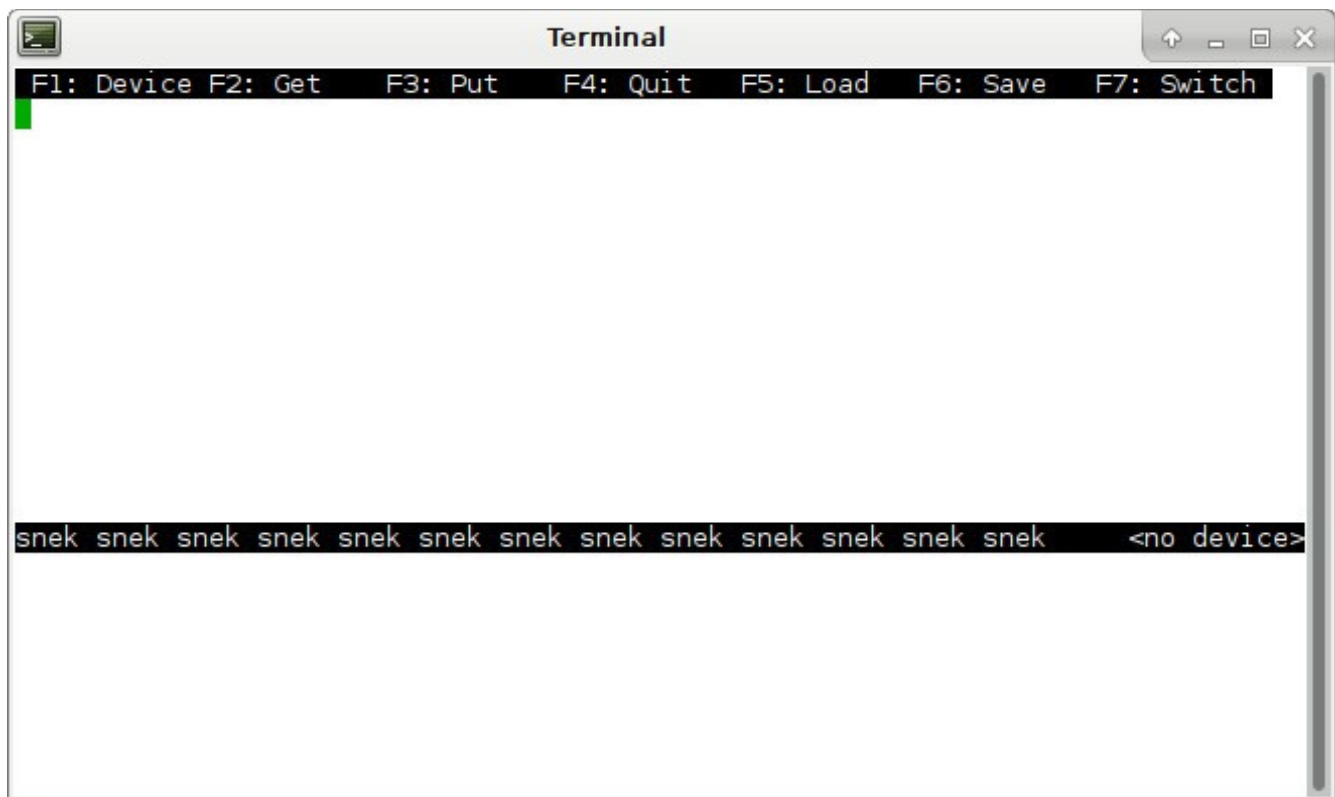 Terminal
F1: Device F2: Get    F3: Put    F4: Quit   F5: Load   F6: Save   F7: Switch
snek snek snek snek snek snek snek snek snek snek snek snek snek     <no device>